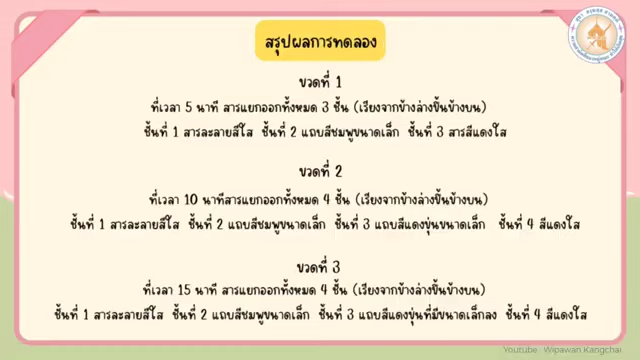 สรุปผลการทดลอง
ขวดที่ 1
ที่เวลา 5 นาที สารแยกออกทั้งหมด 3 ชั้น (เรียงจากข้างล่างขึ้นข้างบน)
ชั้นที่ 1 สารละลายสีใส ชั้นที่ 2 แถบสีชมพูขนาดเล็ก ชั้นที่ 3 สารสีแดงใส
ขวดที่ 2
ที่เวลา 10 นาทีสารแยกออกทั้งหมด 4 ชั้น (เรียงจากข้างล่างขึ้นข้างบน)
ชั้นที่ 1 สารละลายสีใส ชั้นที่ 2 แถบสีชมพูขนาดเล็ก ชั้นที่ 3 แถบสีแดงขุ่นขนาดเล็ก ชั้นที่ 4 สีแดงใส
ขวดที่ 3
ที่เวลา 15 นาที สารแยกออกทั้งหมด 4 ชั้น (เรียงจากข้างล่างขึ้นข้างบน)
ชั้นที่ 1 สารละลายสีใส ชั้นที่ 2 แถบสีชมพูขนาดเล็ก ชั้นที่ 3 แถบสีแดงขุ่นที่มีขนาดเล็กลง ชั้นที่ 4 สีแดงใส
Youtube · Wipawan Kangchai